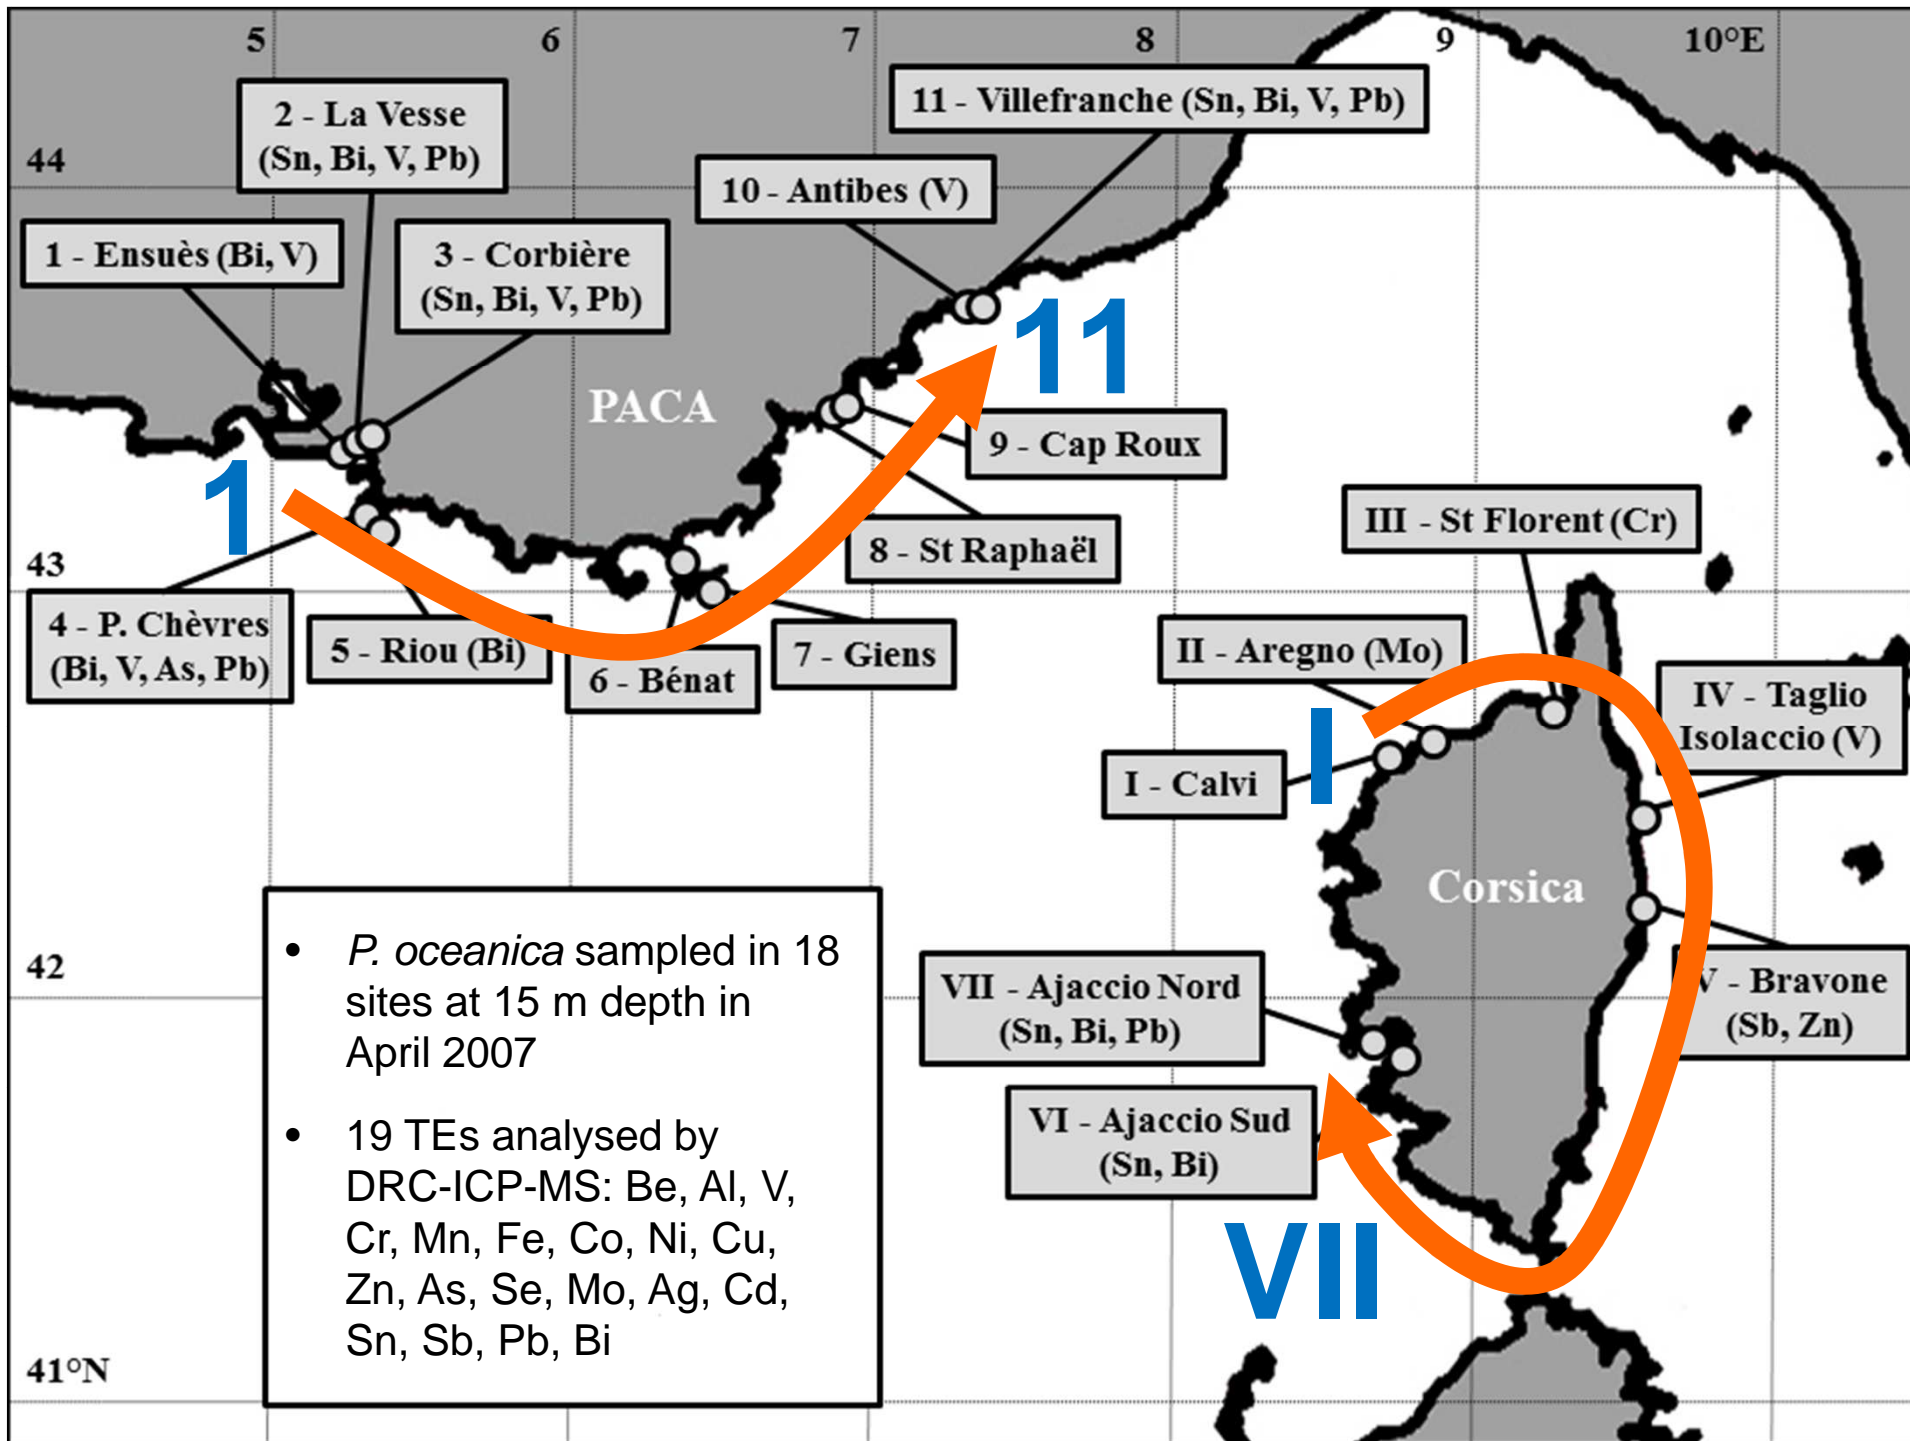 5
6
7
8
9
10°E
2 - La Vesse
(Sn, Bi, V, Pb)
11 - Villefranche (Sn, Bi, V, Pb)
44
10 - Antibes (V)
1 - Ensuès (Bi, V)
3 - Corbière
(Sn, Bi, V, Pb)
11
PACA
9 - Cap Roux
1
8 - St Raphaël
III - St Florent (Cr)
43
4 - P. Chèvres
(Bi, V, As, Pb)
5 - Riou (Bi)
6 - Bénat
7 - Giens
II - Aregno (Mo)
IV - Taglio
Isolaccio (V)
I
I - Calvi
Corsica
42
VII - Ajaccio Nord
(Sn, Bi, Pb)
V - Bravone
(Sb, Zn)
VI - Ajaccio Sud
(Sn, Bi)
VII
• P. oceanica sampled in 18
sites at 15 m depth in
April 2007
• 19 TEs analysed by
DRC-ICP-MS: Be, Al, V,
Cr, Mn, Fe, Co, Ni, Cu,
Zn, As, Se, Mo, Ag, Cd,
Sn, Sb, Pb, Bi
41°N